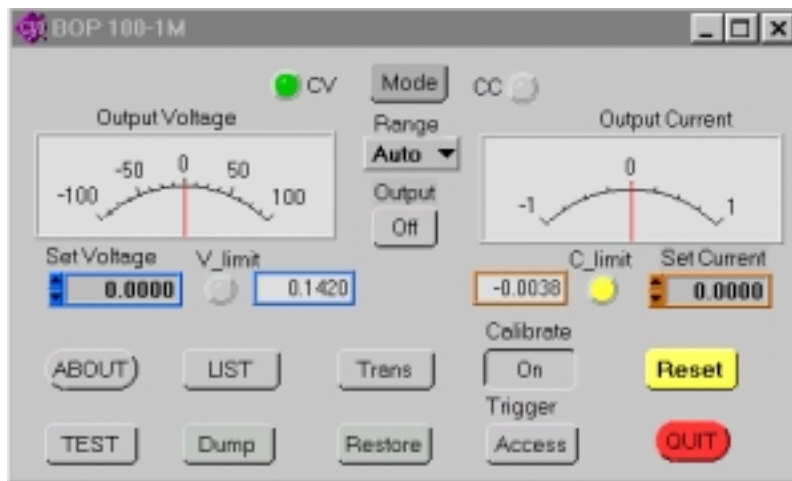 CVI BOP 100-1M
CV Mode CC
Output Voltage Range Output Current
Auto
-100 -50 0 50 100
-1 0 1
Output
Off
Set Voltage V_limit C_limit Set Current
0.0000 0.1420 -0.0038 0.0000
Calibrate
ABOUT LIST Trans On Reset
Trigger
TEST Dump Restore Access QUIT